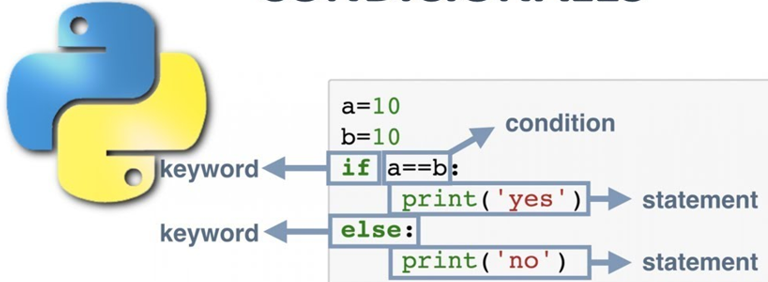 a=10
b=10
condition
keyword if a==b:
print('yes') statement
keyword else:
print('no') statement